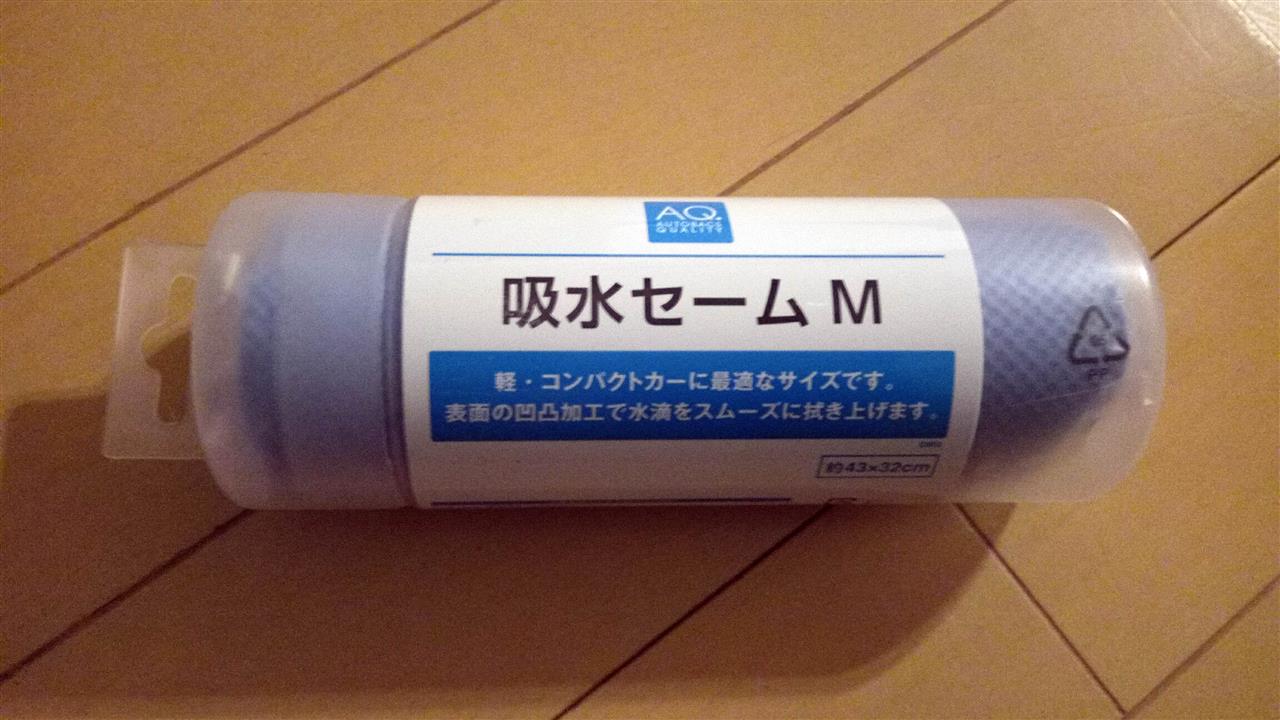 AQ.
AUTOBACS
QUALITY
吸水セーム M
軽・コンパクトカーに最適なサイズです。
表面の凹凸加工で水滴をスムーズに拭き上げます。
約43×32cm
PP